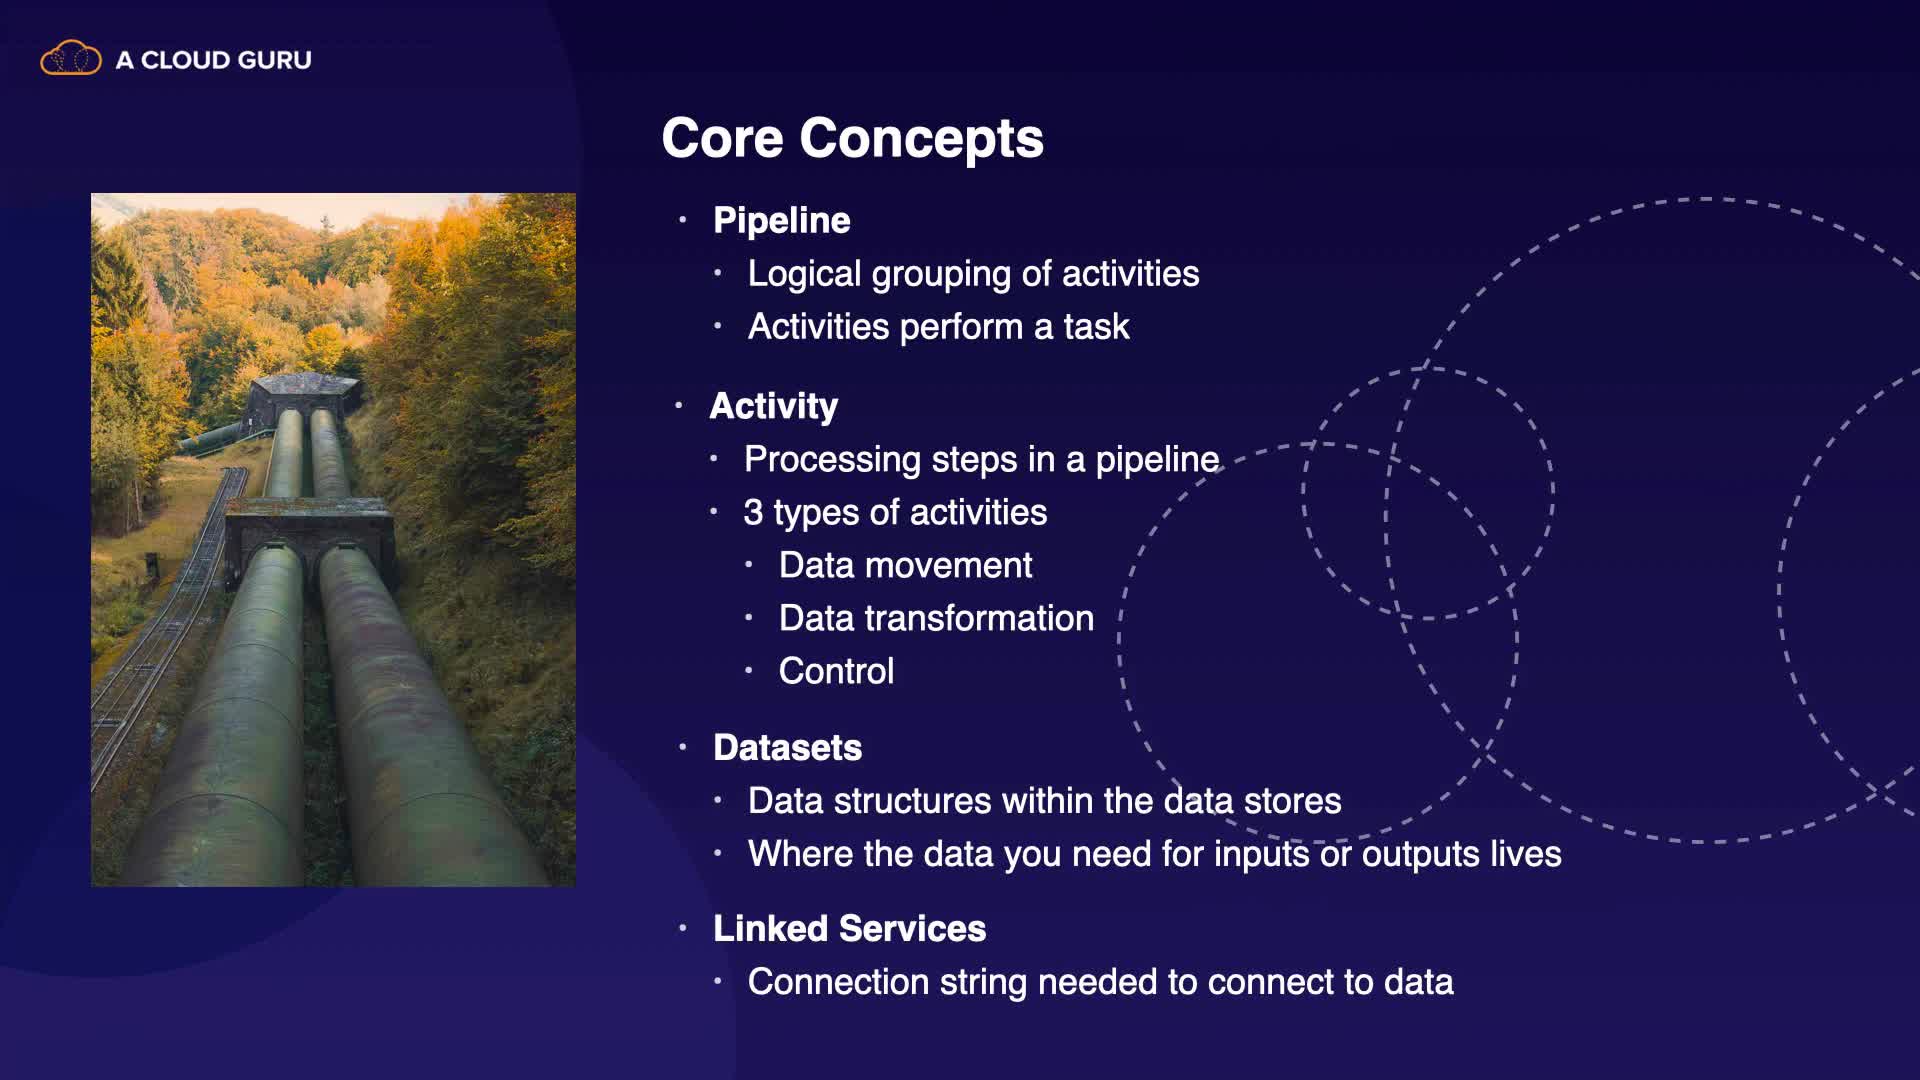 A CLOUD GURU
Core Concepts
Pipeline
Logical grouping of activities
Activities perform a task
Activity
Processing steps in a pipeline
3 types of activities
Data movement
Data transformation
Control
Datasets
Data structures within the data stores
Where the data you need for inputs or outputs lives
Linked Services
Connection string needed to connect to data